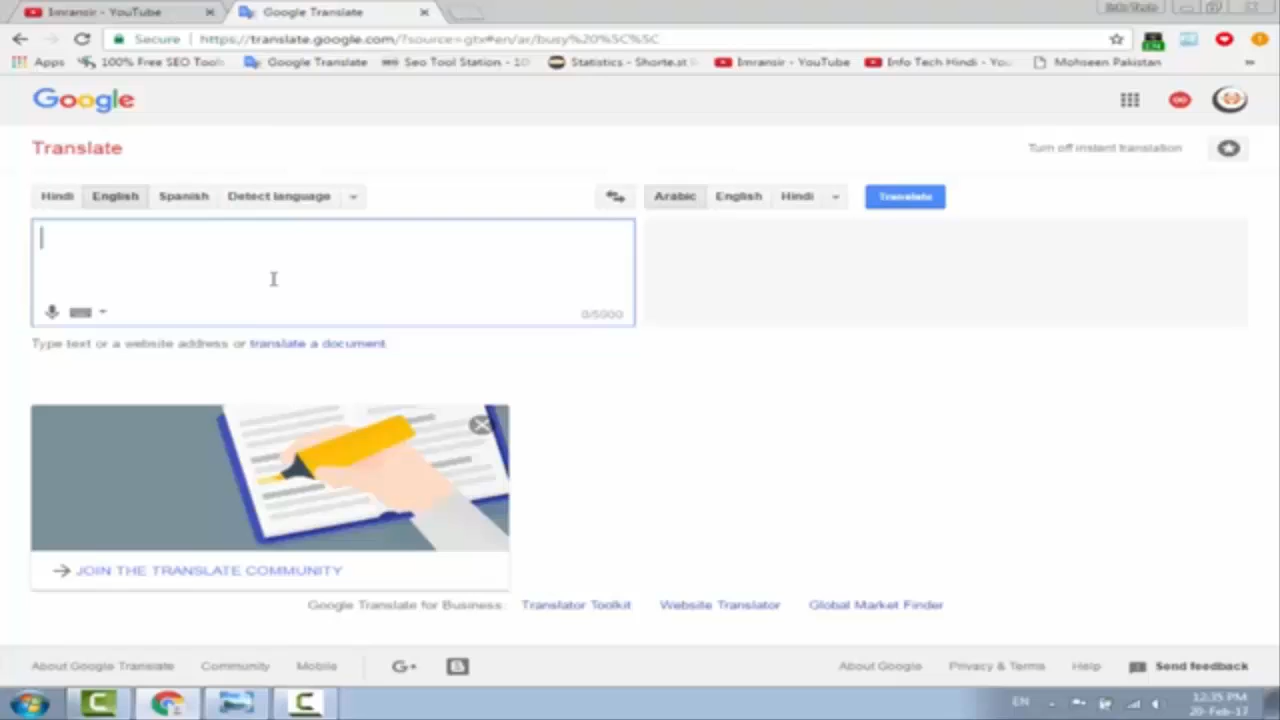 Imransir - YouTube
Google Translate
Secure | https://translate.google.com/?source=gtx#en/ar/busy%20%5C%5C
Apps 100% Free SEO Tools Google Translate Seo Tool Station - 10 Statistics - Shorte.st Imransir - YouTube Info Tech Hindi - You Mohseen Pakistan »
EN
Google
Translate
Turn off instant translation
Hindi English Spanish Detect language
Arabic English Hindi Translate
0/5000
Type text or a website address or translate a document.
JOIN THE TRANSLATE COMMUNITY
Google Translate for Business: Translator Toolkit Website Translator Global Market Finder
About Google Translate Community Mobile G+ B About Google Privacy & Terms Help Send feedback
EN 12:35 PM
20-Feb-17